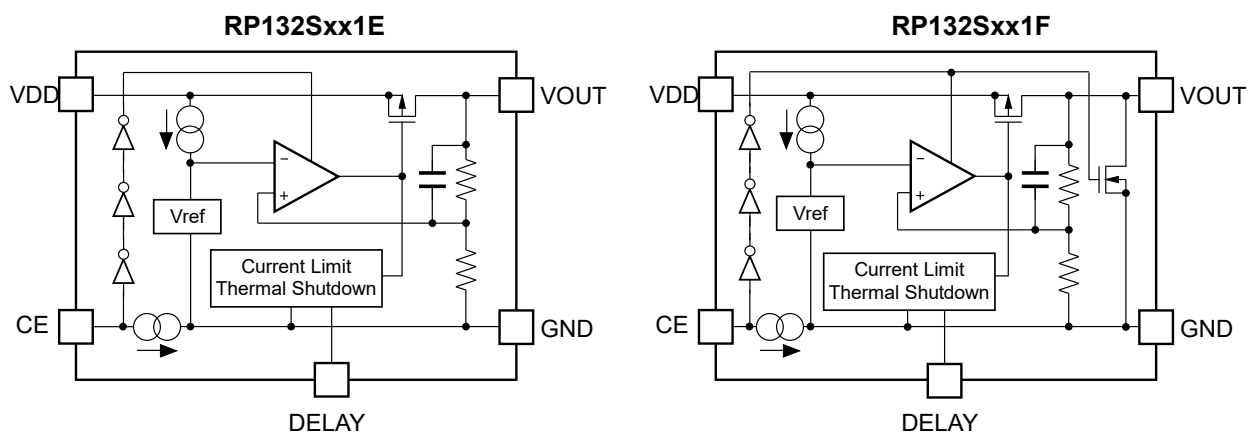 RP132Sxx1E
VDD
VOUT
−
+
Vref
Current Limit
Thermal Shutdown
CE
GND
DELAY
RP132Sxx1F
VDD
VOUT
−
+
Vref
Current Limit
Thermal Shutdown
CE
GND
DELAY